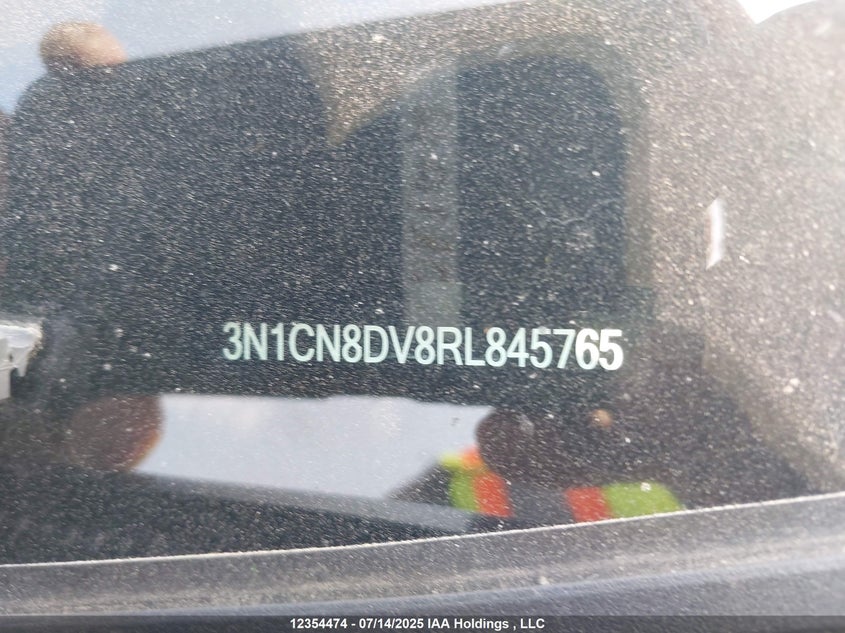 3N1CN8DV8RL845765
12354474 - 07/14/2025 IAA Holdings , LLC